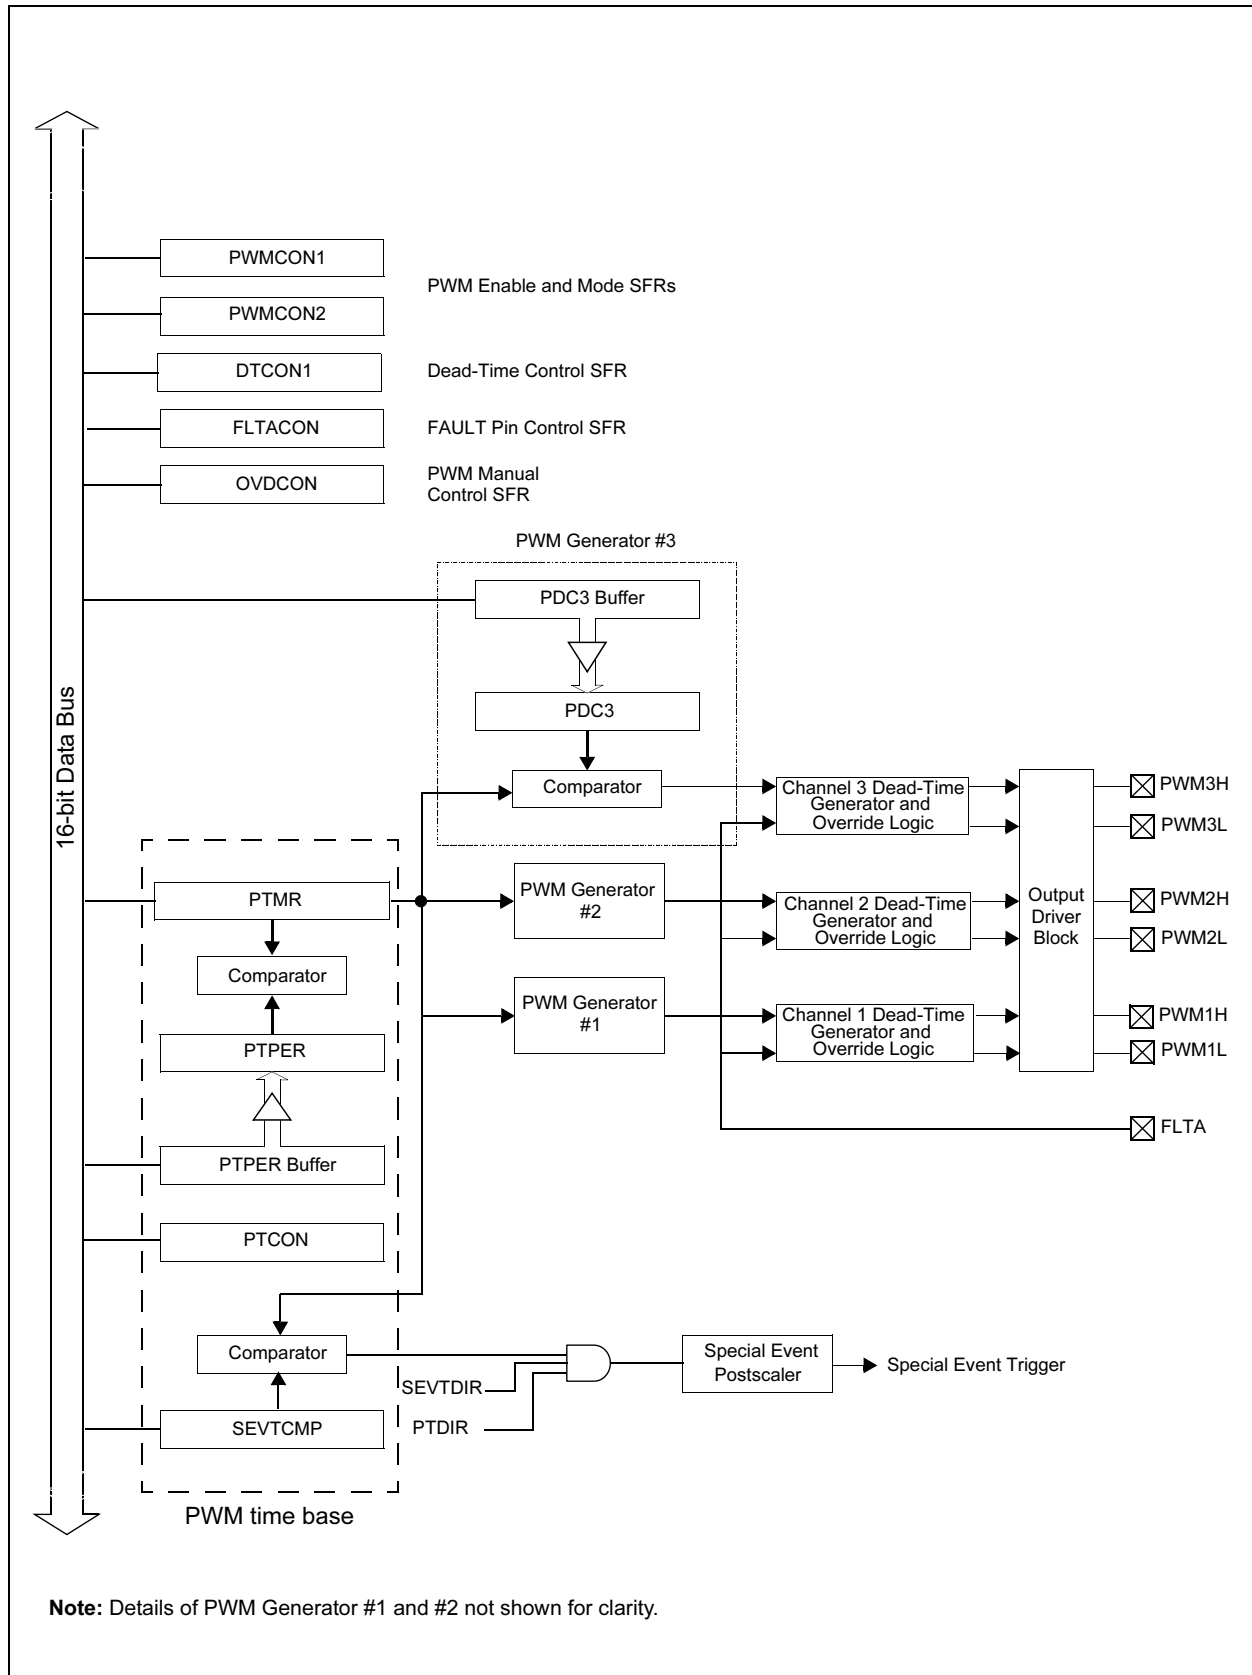 PWMCON1
PWM Enable and Mode SFRs
PWMCON2
DTCON1
Dead-Time Control SFR
FLTACON
FAULT Pin Control SFR
OVDCON
PWM Manual
Control SFR
PWM Generator #3
PDC3 Buffer
PDC3
Comparator
16-bit Data Bus
Channel 3 Dead-Time
Generator and
Override Logic
PWM3H
PWM3L
PTMR
PWM Generator
#2
Channel 2 Dead-Time
Generator and
Override Logic
Output
Driver
Block
PWM2H
PWM2L
Comparator
PWM Generator
#1
Channel 1 Dead-Time
Generator and
Override Logic
PWM1H
PWM1L
PTPER
FLTA
PTPER Buffer
PTCON
Comparator
SEVTDIR
PTDIR
Special Event
Postscaler
Special Event Trigger
SEVTCMP
PWM time base
Note: Details of PWM Generator #1 and #2 not shown for clarity.